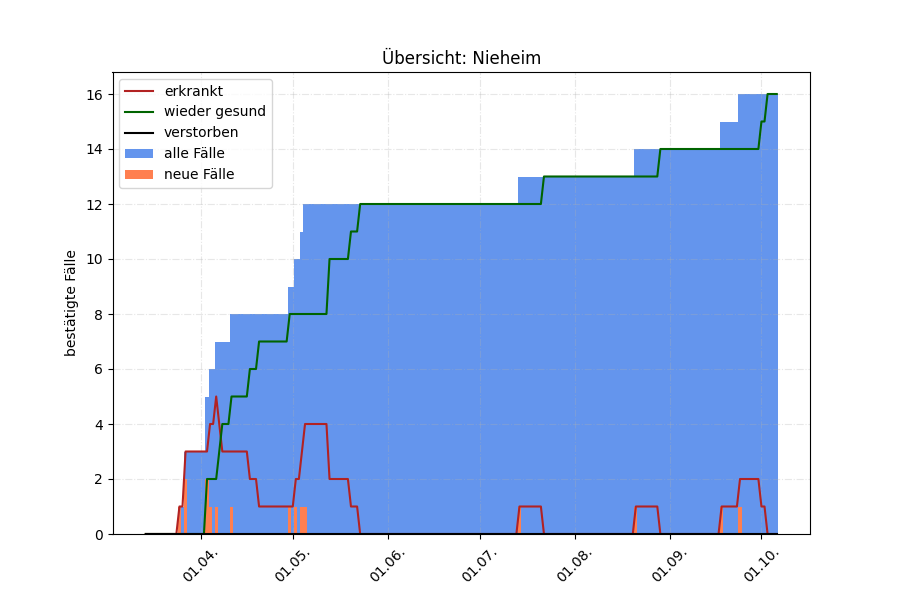 Übersicht: Nieheim
erkrankt
wieder gesund
verstorben
alle Fälle
neue Fälle
bestätigte Fälle
16
14
12
10
8
6
4
2
0
01.04.
01.05.
01.06.
01.07.
01.08.
01.09.
01.10.